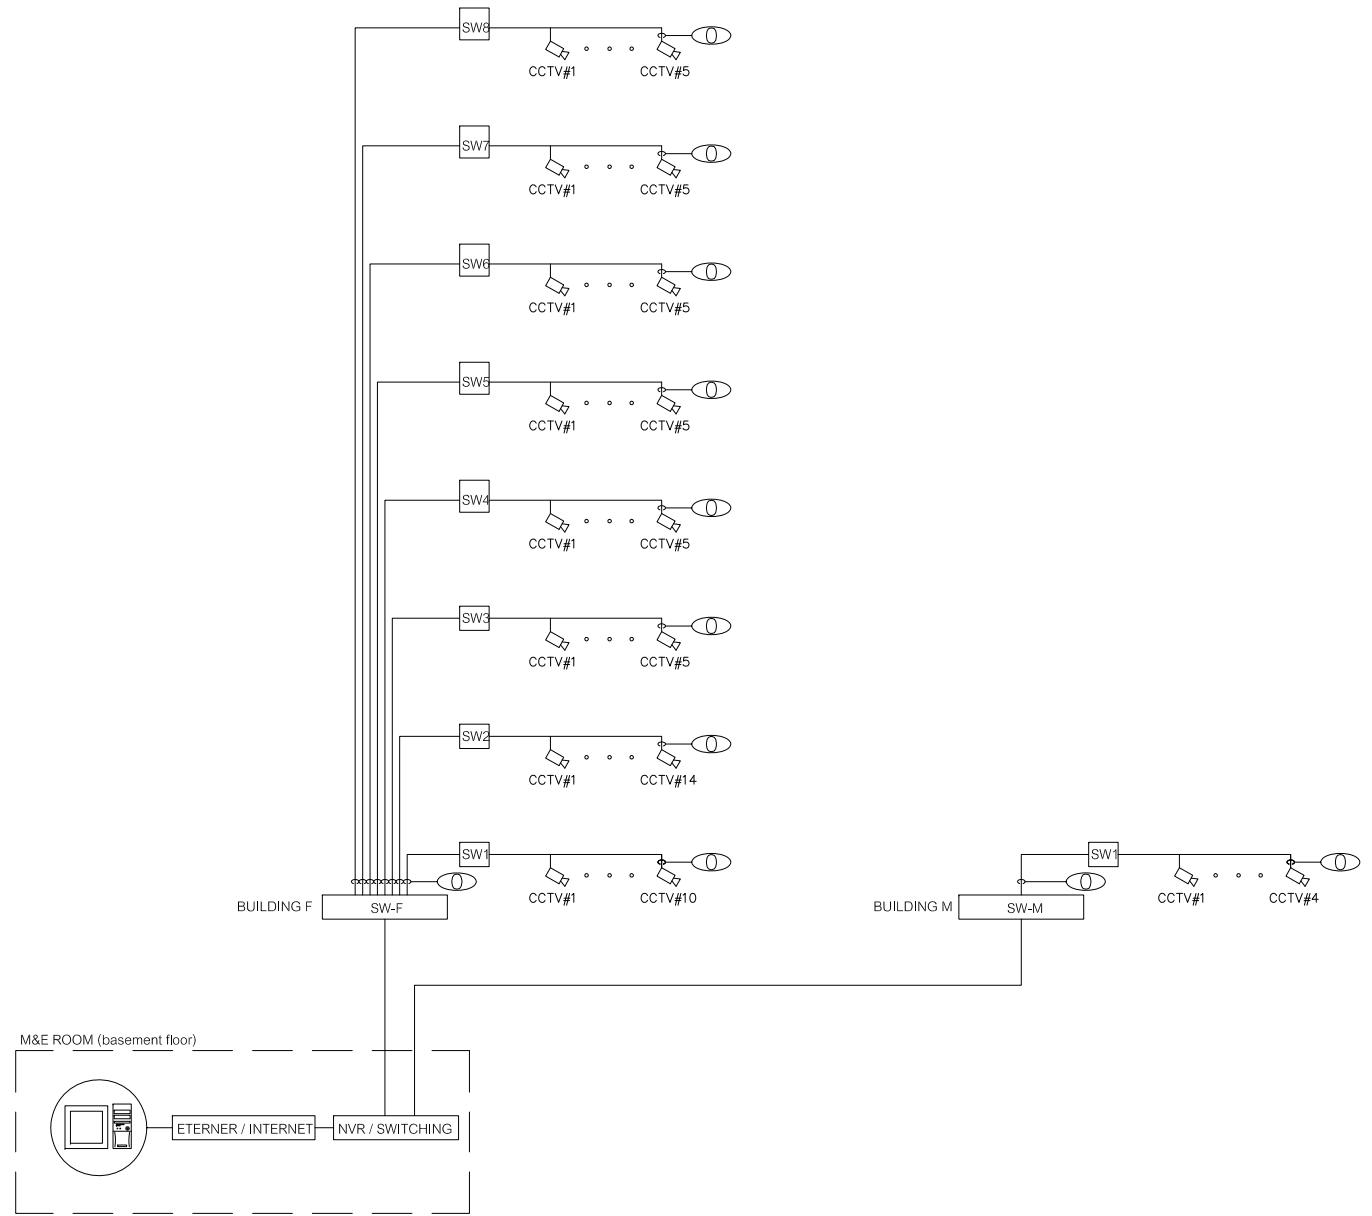 SW8
CCTV#1
CCTV#5
SW7
CCTV#1
CCTV#5
SW6
CCTV#1
CCTV#5
SW5
CCTV#1
CCTV#5
SW4
CCTV#1
CCTV#5
SW3
CCTV#1
CCTV#5
SW2
CCTV#1
CCTV#14
SW1
CCTV#1
CCTV#10
BUILDING F
SW-F
SW1
CCTV#1
CCTV#4
BUILDING M
SW-M
M&E ROOM (basement floor)
ETERNER / INTERNET
NVR / SWITCHING